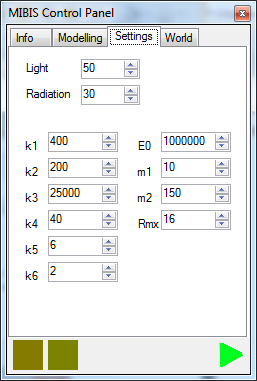 MIBIS Control Panel
Info Modelling Settings World
Light 50
Radiation 30
k1 400 E0 1000000
k2 200 m1 10
k3 25000 m2 150
k4 40 Rmx 16
k5 6
k6 2